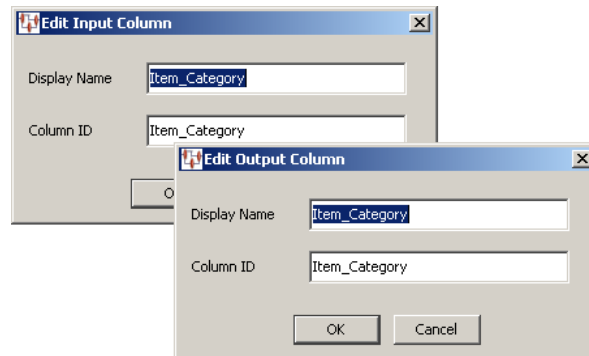 Edit Input Column
Display Name Item_Category
Column ID Item_Category
Edit Output Column
Display Name Item_Category
Column ID Item_Category
OK Cancel